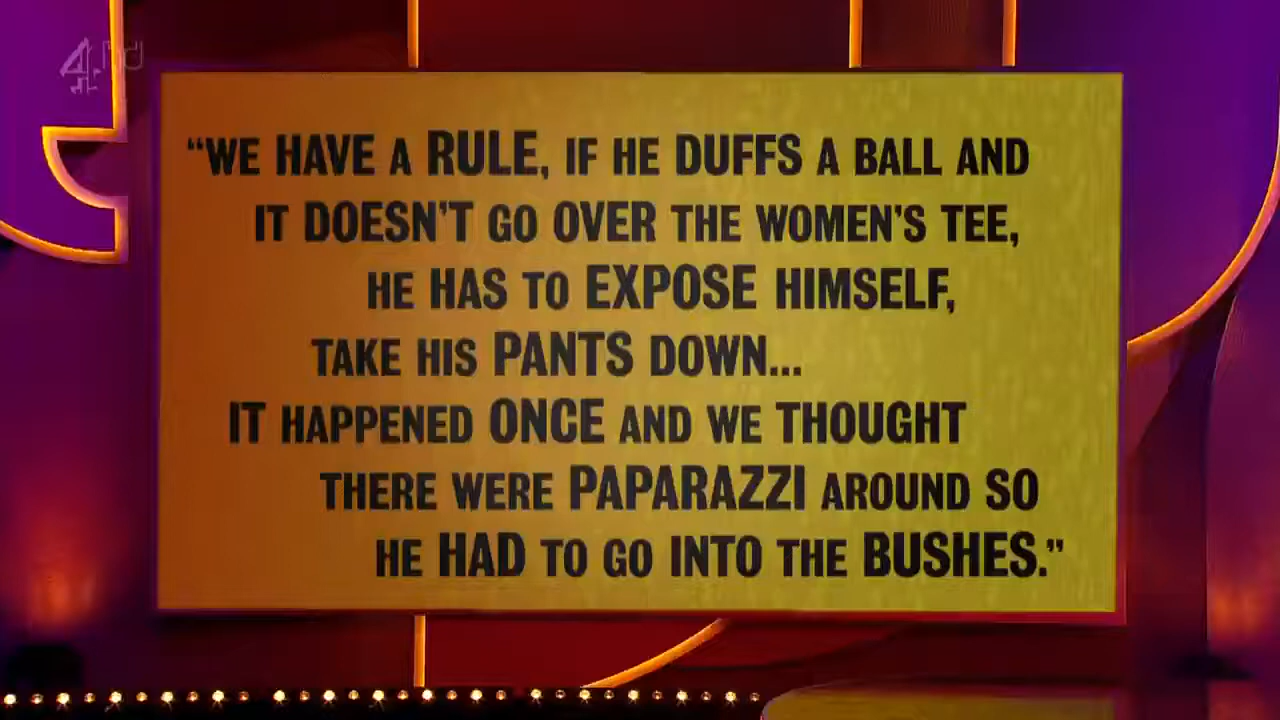 4
"WE HAVE A RULE, IF HE DUFFS A BALL AND
IT DOESN'T GO OVER THE WOMEN'S TEE,
HE HAS TO EXPOSE HIMSELF,
TAKE HIS PANTS DOWN...
IT HAPPENED ONCE AND WE THOUGHT
THERE WERE PAPARAZZI AROUND SO
HE HAD TO GO INTO THE BUSHES."